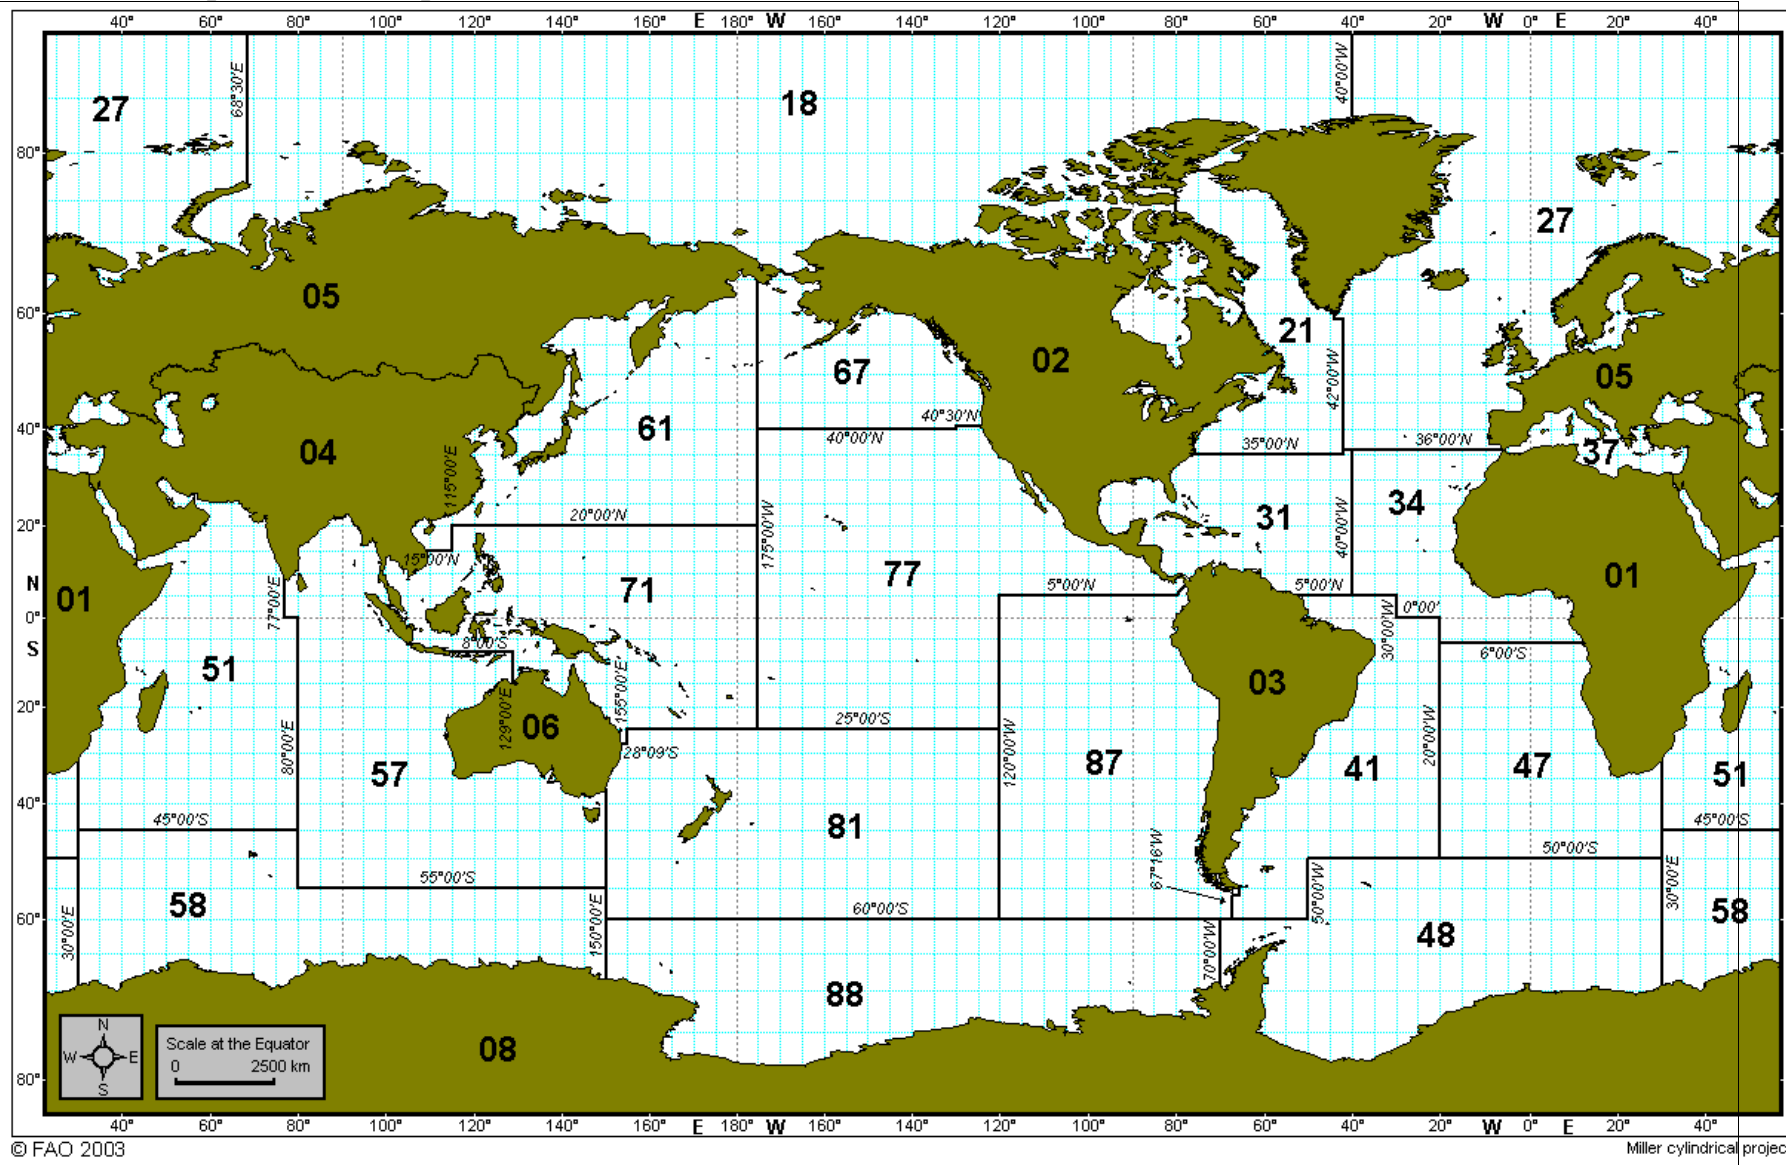 40° 60° 80° 100° 120° 140° 160° E 180° W 160° 140° 120° 100° 80° 60° 40° 20° W 0° E 20° 40°
68°30'E
40°00'W
27
18
80°
27
05
60°
21
42°00'W
02
67
05
40°30'N
61
40°
40°00'N
35°00'N
36°00'N
37
04
115°00'E
34
31
20°
20°00'N
175°00'W
40°00'W
15°00'N
77
N
01
77°00'E
71
5°00'N
5°00'N
01
0°
0°00'
30°00'W
S
8°00'S
6°00'S
51
155°00'E
03
20°
129°00'E
06
25°00'S
80°00'E
28°09'S
120°00'W
20°00'W
57
87
41
47
51
40°
45°00'S
81
45°00'S
67°16'W
50°00'S
55°00'S
58
50°00'W
30°00'E
58
60°
30°00'E
150°00'E
60°00'S
70°00'W
48
88
N
W E
S
Scale at the Equator
0 2500 km
08
80°
40° 60° 80° 100° 120° 140° 160° E 180° W 160° 140° 120° 100° 80° 60° 40° 20° W 0° E 20° 40°
© FAO 2003
Miller cylindrical projec